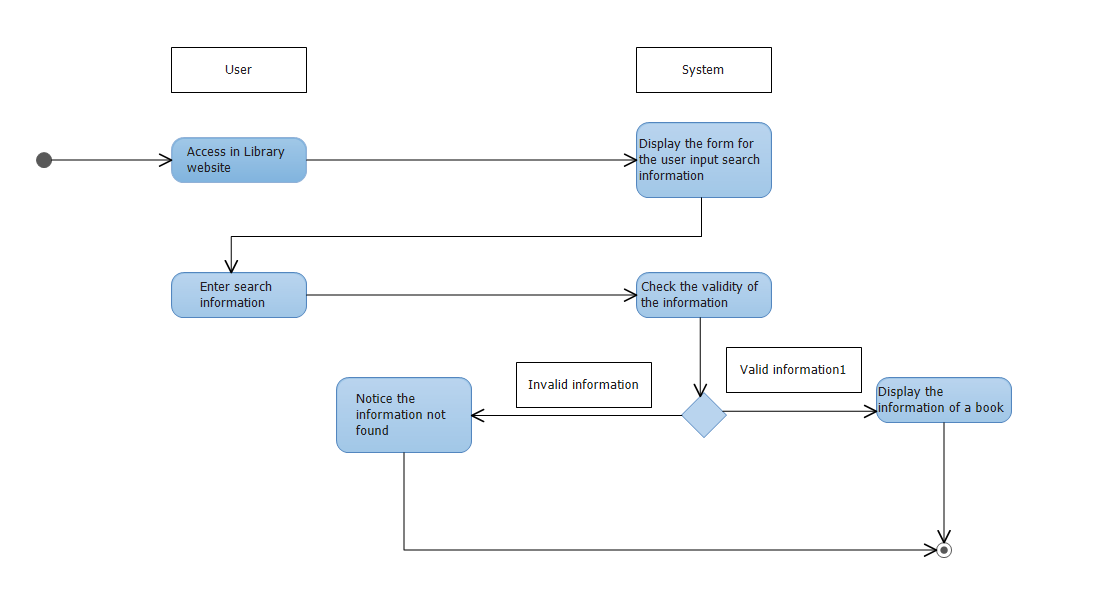 User
System
Access in Library
website
Display the form for
the user input search
information
Enter search
information
Check the validity of
the information
Invalid information
Valid information1
Notice the
information not
found
Display the
information of a book